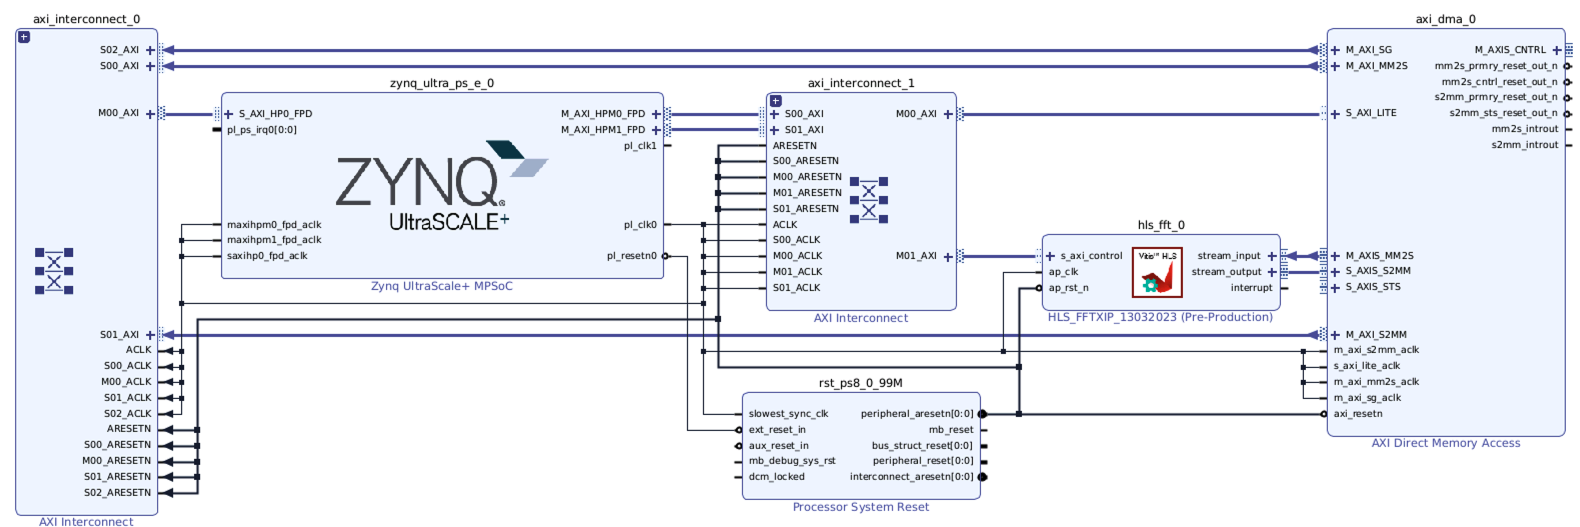 axi_interconnect_0
S02_AXI
S00_AXI
M00_AXI
S01_AXI
ACLK
S00_ACLK
M00_ACLK
S01_ACLK
S02_ACLK
ARESETN
S00_ARESETN
M00_ARESETN
S01_ARESETN
S02_ARESETN
AXI Interconnect
zynq_ultra_ps_e_0
S_AXI_HP0_FPD
pl_ps_irq0[0:0]
maxihpm0_fpd_aclk
maxihpm1_fpd_aclk
saxihp0_fpd_aclk
ZYNQ
UltraSCALE+
M_AXI_HPM0_FPD
M_AXI_HPM1_FPD
pl_clk1
pl_clk0
pl_resetn0
Zynq UltraScale+ MPSoC
axi_interconnect_1
S00_AXI
S01_AXI
ARESETN
S00_ARESETN
M00_ARESETN
M01_ARESETN
S01_ARESETN
ACLK
S00_ACLK
M00_ACLK
M01_ACLK
S01_ACLK
M00_AXI
M01_AXI
AXI Interconnect
rst_ps8_0_99M
slowest_sync_clk
ext_reset_in
aux_reset_in
mb_debug_sys_rst
dcm_locked
peripheral_aresetn[0:0]
mb_reset
bus_struct_reset[0:0]
peripheral_reset[0:0]
interconnect_aresetn[0:0]
Processor System Reset
hls_fft_0
s_axi_control
ap_clk
ap_rst_n
Vitis™ HLS
stream_input
stream_output
interrupt
HLS_FFTXIP_13032023 (Pre-Production)
axi_dma_0
M_AXI_SG
M_AXI_MM2S
S_AXI_LITE
M_AXIS_MM2S
S_AXIS_S2MM
S_AXIS_STS
M_AXI_S2MM
m_axi_s2mm_aclk
s_axi_lite_aclk
m_axi_mm2s_aclk
m_axi_sg_aclk
axi_resetn
M_AXIS_CNTRL
mm2s_prmry_reset_out_n
mm2s_cntrl_reset_out_n
s2mm_prmry_reset_out_n
s2mm_sts_reset_out_n
mm2s_introut
s2mm_introut
AXI Direct Memory Access